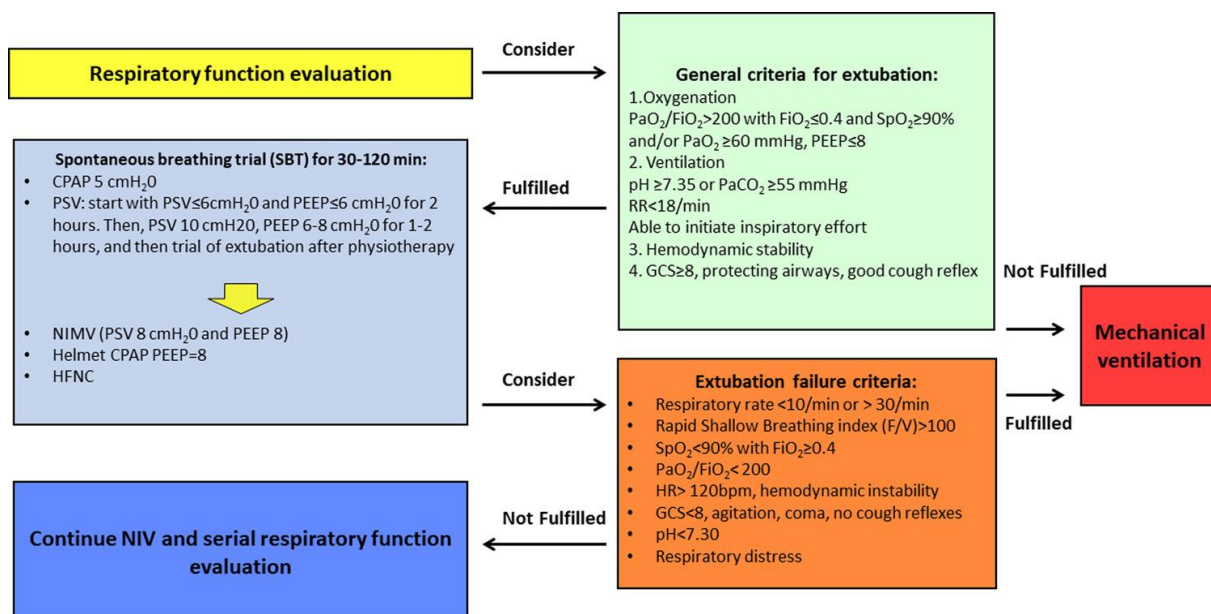 Respiratory function evaluation
Consider
General criteria for extubation:
1.Oxygenation
PaO₂/FiO₂>200 with FiO₂≤0.4 and SpO₂≥90%
and/or PaO₂ ≥60 mmHg, PEEP≤8
2. Ventilation
pH ≥7.35 or PaCO₂ ≥55 mmHg
RR<18/min
Able to initiate inspiratory effort
3. Hemodynamic stability
4. GCS≥8, protecting airways, good cough reflex
Fulfilled
Spontaneous breathing trial (SBT) for 30-120 min:
• CPAP 5 cmH₂0
• PSV: start with PSV≤6cmH₂0 and PEEP≤6 cmH₂0 for 2
hours. Then, PSV 10 cmH20, PEEP 6-8 cmH₂0 for 1-2
hours, and then trial of extubation after physiotherapy
• NIMV (PSV 8 cmH₂0 and PEEP 8)
• Helmet CPAP PEEP=8
• HFNC
Not Fulfilled
Mechanical
ventilation
Consider
Extubation failure criteria:
• Respiratory rate <10/min or > 30/min
• Rapid Shallow Breathing index (F/V)>100
• SpO₂<90% with FiO₂≥0.4
• PaO₂/FiO₂< 200
• HR> 120bpm, hemodynamic instability
• GCS<8, agitation, coma, no cough reflexes
• pH<7.30
• Respiratory distress
Fulfilled
Not Fulfilled
Continue NIV and serial respiratory function
evaluation